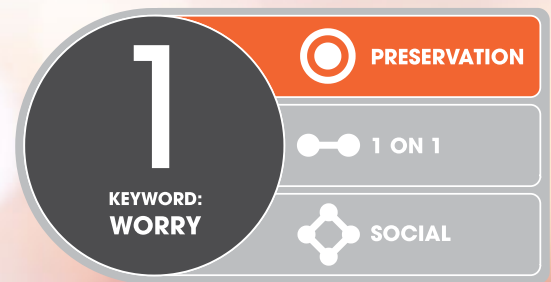 1
KEYWORD:
WORRY
PRESERVATION
1 ON 1
SOCIAL